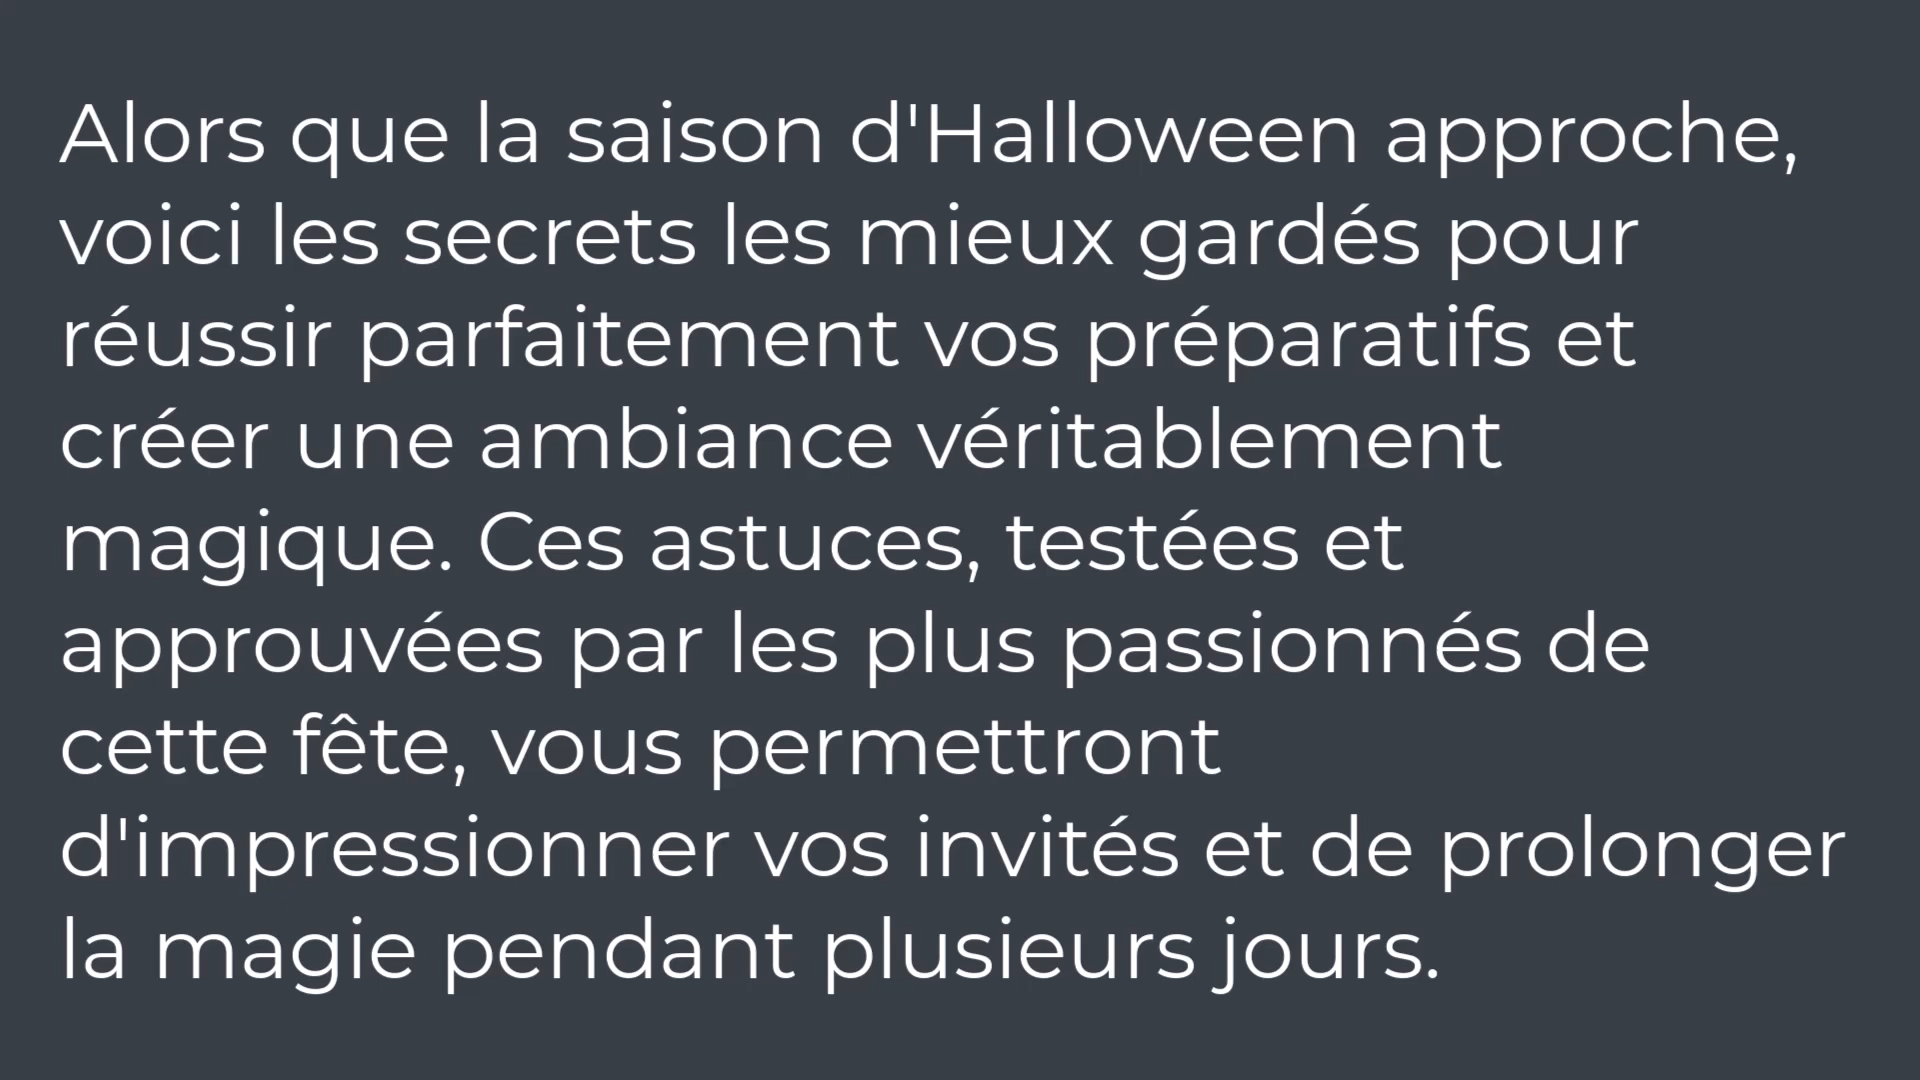 Alors que la saison d'Halloween approche,
voici les secrets les mieux gardés pour
réussir parfaitement vos préparatifs et
créer une ambiance véritablement
magique. Ces astuces, testées et
approuvées par les plus passionnés de
cette fête, vous permettront
d'impressionner vos invités et de prolonger
la magie pendant plusieurs jours.